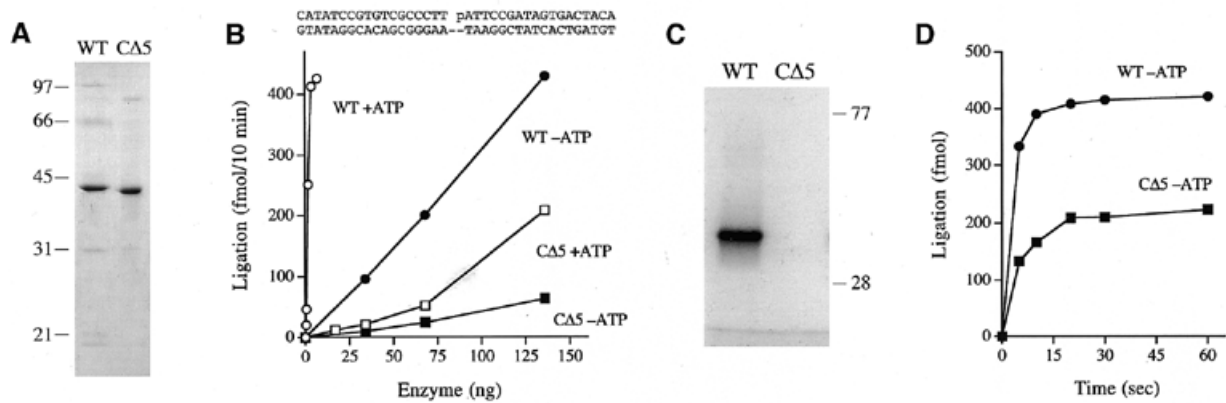 CATATCCGTGTCGCCCTT pATTCCGATAGTGACTACA
GTATAGGCACAGCGGGAA--TAAGGCTATCACTGATGT
A
WT CΔ5
97
66
45
31
21
B
Ligation (fmol/10 min)
400
300
200
100
0
WT +ATP
WT –ATP
CΔ5 +ATP
CΔ5 –ATP
0 25 50 75 100 125 150
Enzyme (ng)
C
WT CΔ5
77
28
D
Ligation (fmol)
500
400
300
200
100
0
WT –ATP
CΔ5 –ATP
0 15 30 45 60
Time (sec)